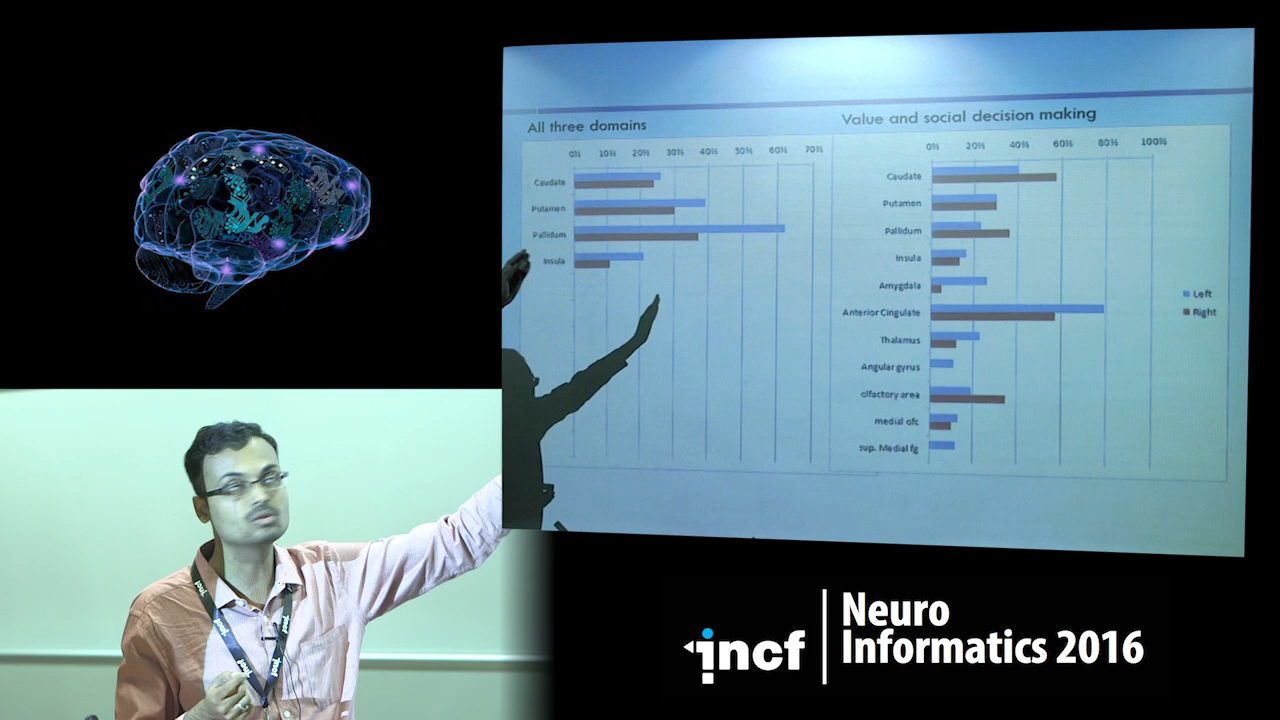 All three domains
0% 10% 20% 30% 40% 50% 60% 70%
Caudate
Putamen
Pallidum
Insula
Value and social decision making
0% 20% 40% 60% 80% 100%
Caudate
Putamen
Pallidum
Insula
Amygdala
Anterior Cingulate
Thalamus
Angular gyrus
olfactory area
medial ofc
sup. Medial fg
Left
Right
incf
Neuro
Informatics 2016